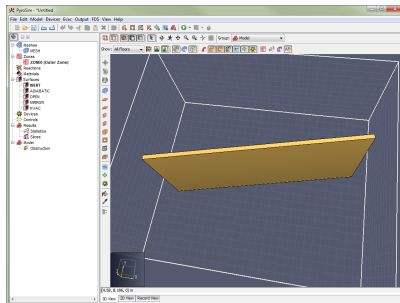 PyroSim - *Untitled
File Edit Model Devices Evac Output FDS View Help
Group: Model
Show: All Floors
Meshes
MESH
Zones
ZONE0 (Outer Zone)
Reactions
Materials
Surfaces
INERT
ADIABATIC
OPEN
MIRROR
HVAC
Devices
Controls
Results
Statistics
Slices
Model
Obstruction
3D View 2D View Record View